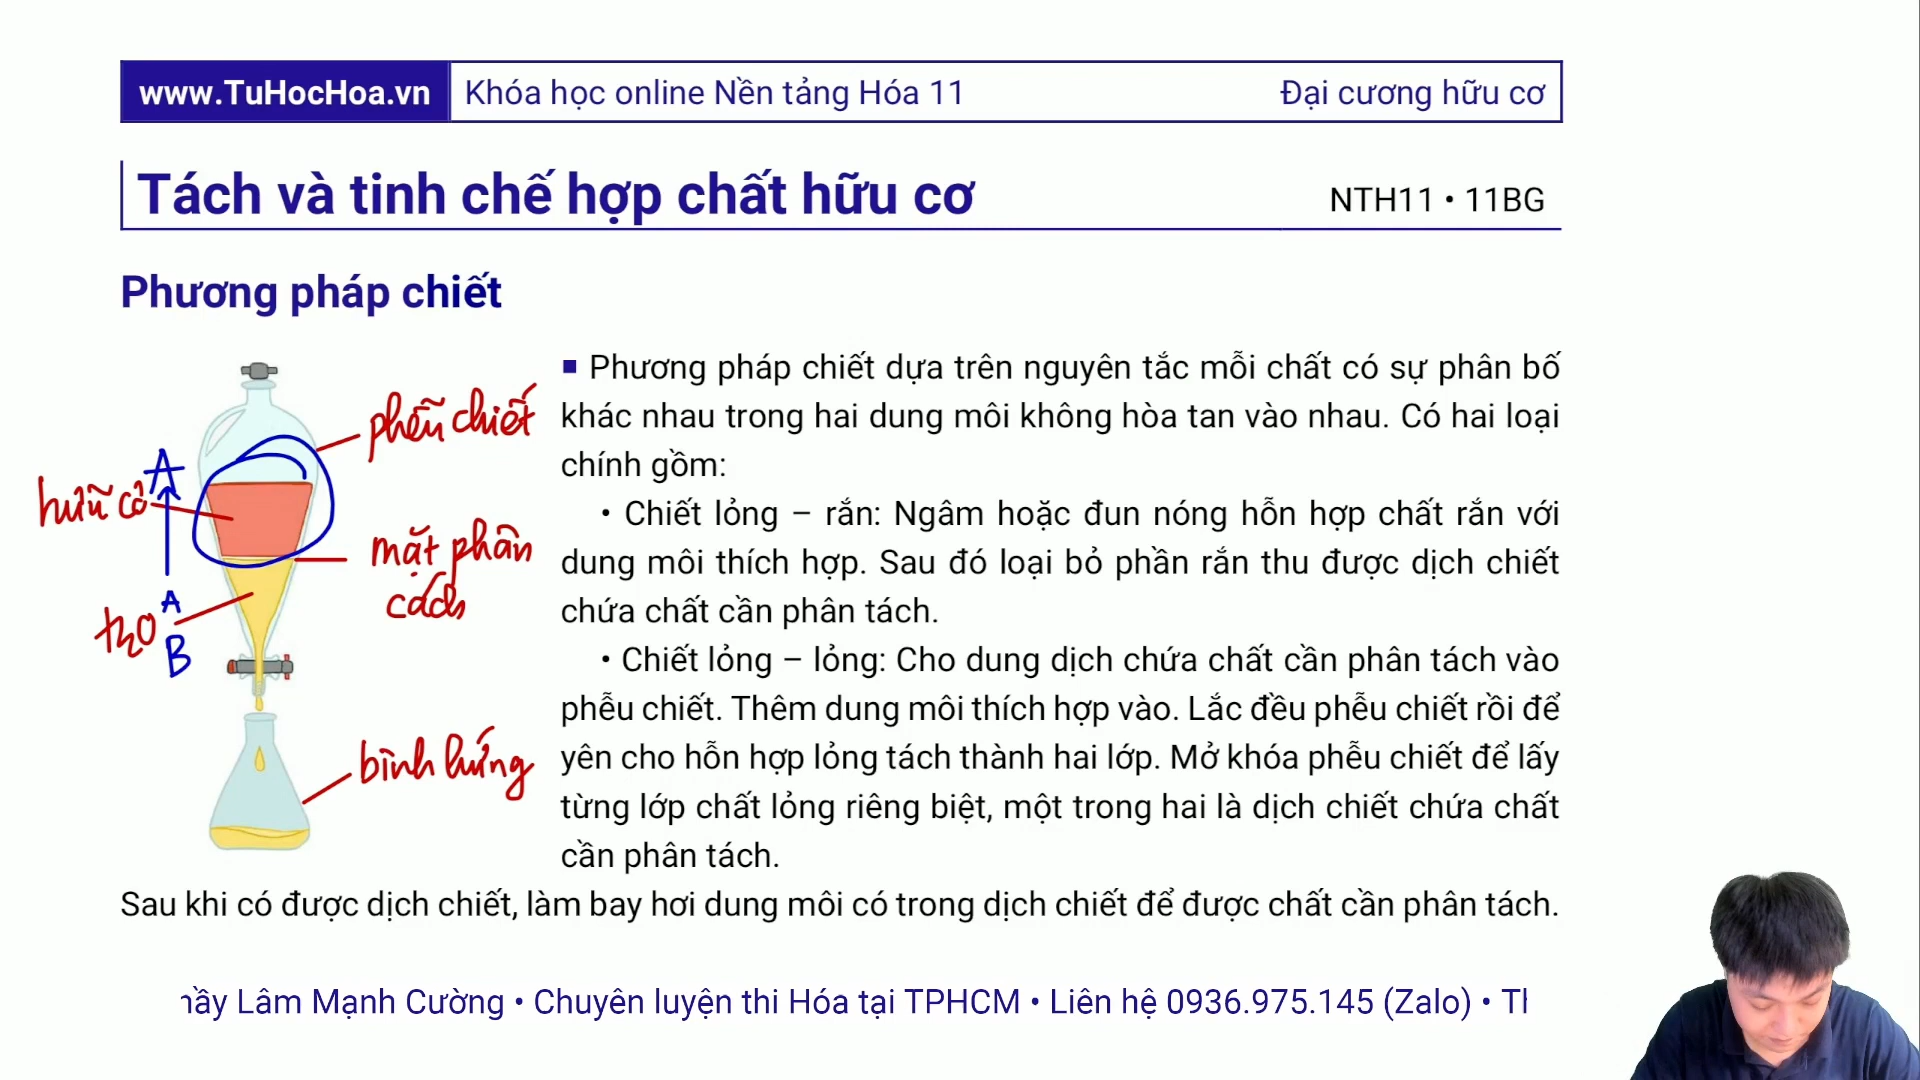 www.TuHocHoa.vn Khóa học online Nền tảng Hóa 11 Đại cương hữu cơ
Tách và tinh chế hợp chất hữu cơ NTH11 • 11BG
Phương pháp chiết
phễu chiết
A
hữu cơ
mặt phân
cách
A
H₂O
B
bình hứng
▪ Phương pháp chiết dựa trên nguyên tắc mỗi chất có sự phân bố
khác nhau trong hai dung môi không hòa tan vào nhau. Có hai loại
chính gồm:
• Chiết lỏng – rắn: Ngâm hoặc đun nóng hỗn hợp chất rắn với
dung môi thích hợp. Sau đó loại bỏ phần rắn thu được dịch chiết
chứa chất cần phân tách.
• Chiết lỏng – lỏng: Cho dung dịch chứa chất cần phân tách vào
phễu chiết. Thêm dung môi thích hợp vào. Lắc đều phễu chiết rồi để
yên cho hỗn hợp lỏng tách thành hai lớp. Mở khóa phễu chiết để lấy
từng lớp chất lỏng riêng biệt, một trong hai là dịch chiết chứa chất
cần phân tách.
Sau khi có được dịch chiết, làm bay hơi dung môi có trong dịch chiết để được chất cần phân tách.
Lâm Mạnh Cường • Chuyên luyện thi Hóa tại TPHCM • Liên hệ 0936.975.145 (Zalo) •